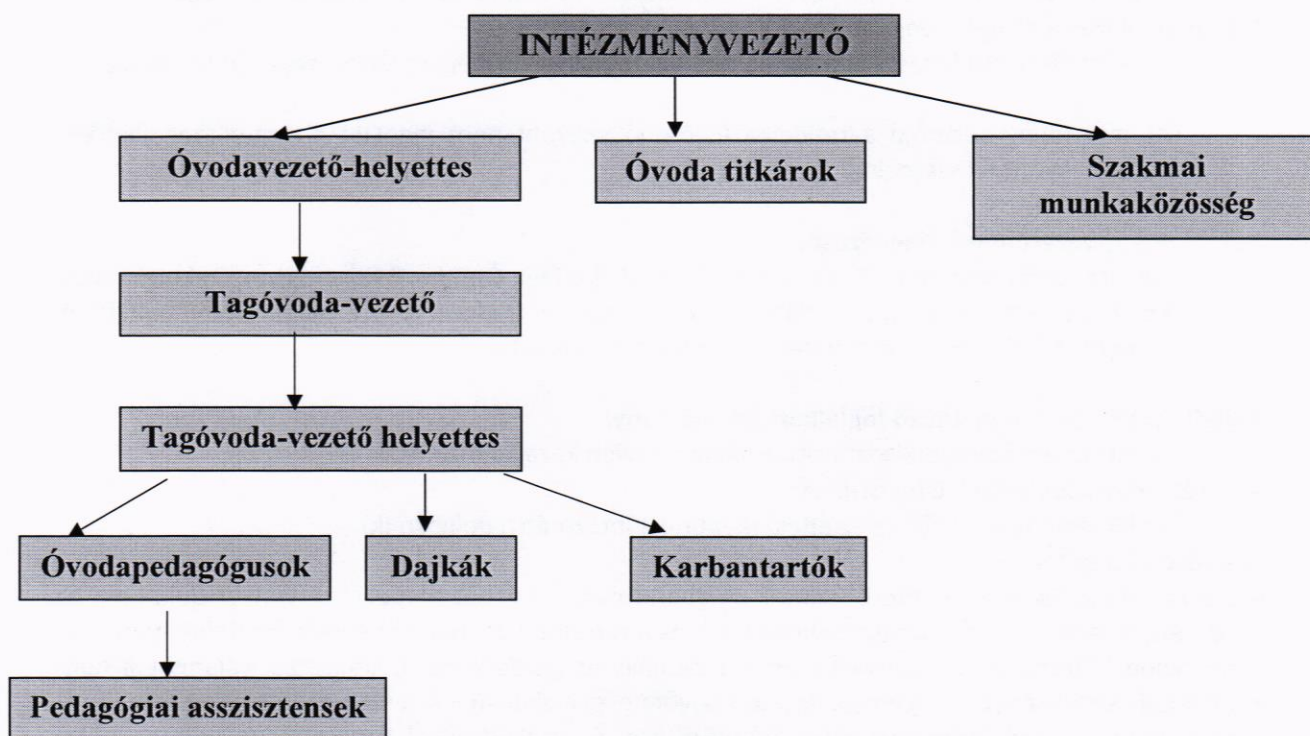 INTÉZMÉNYVEZETŐ
Óvodavezető-helyettes
Óvoda titkárok
Szakmai
munkaközösség
Tagóvoda-vezető
Tagóvoda-vezető helyettes
Óvodapedagógusok
Dajkák
Karbantartók
Pedagógiai asszisztensek